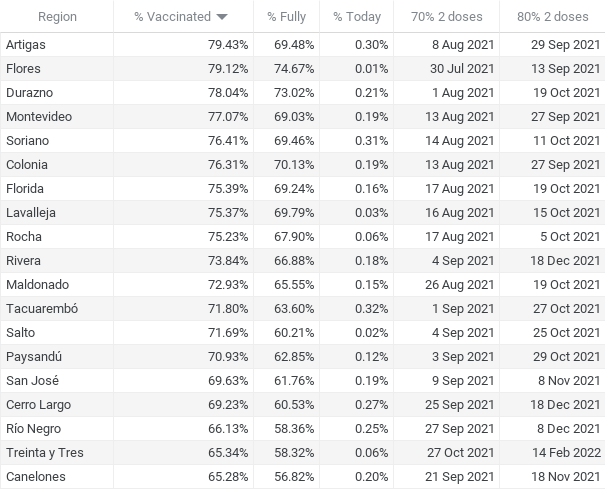 Region % Vaccinated % Fully % Today 70% 2 doses 80% 2 doses
Artigas 79.43% 69.48% 0.30% 8 Aug 2021 29 Sep 2021
Flores 79.12% 74.67% 0.01% 30 Jul 2021 13 Sep 2021
Durazno 78.04% 73.02% 0.21% 1 Aug 2021 19 Oct 2021
Montevideo 77.07% 69.03% 0.19% 13 Aug 2021 27 Sep 2021
Soriano 76.41% 69.46% 0.31% 14 Aug 2021 11 Oct 2021
Colonia 76.31% 70.13% 0.19% 13 Aug 2021 27 Sep 2021
Florida 75.39% 69.24% 0.16% 17 Aug 2021 19 Oct 2021
Lavalleja 75.37% 69.79% 0.03% 16 Aug 2021 15 Oct 2021
Rocha 75.23% 67.90% 0.06% 17 Aug 2021 5 Oct 2021
Rivera 73.84% 66.88% 0.18% 4 Sep 2021 18 Dec 2021
Maldonado 72.93% 65.55% 0.15% 26 Aug 2021 19 Oct 2021
Tacuarembó 71.80% 63.60% 0.32% 1 Sep 2021 27 Oct 2021
Salto 71.69% 60.21% 0.02% 4 Sep 2021 25 Oct 2021
Paysandú 70.93% 62.85% 0.12% 3 Sep 2021 29 Oct 2021
San José 69.63% 61.76% 0.19% 9 Sep 2021 8 Nov 2021
Cerro Largo 69.23% 60.53% 0.27% 25 Sep 2021 18 Dec 2021
Río Negro 66.13% 58.36% 0.25% 27 Sep 2021 8 Dec 2021
Treinta y Tres 65.34% 58.32% 0.06% 27 Oct 2021 14 Feb 2022
Canelones 65.28% 56.82% 0.20% 21 Sep 2021 18 Nov 2021